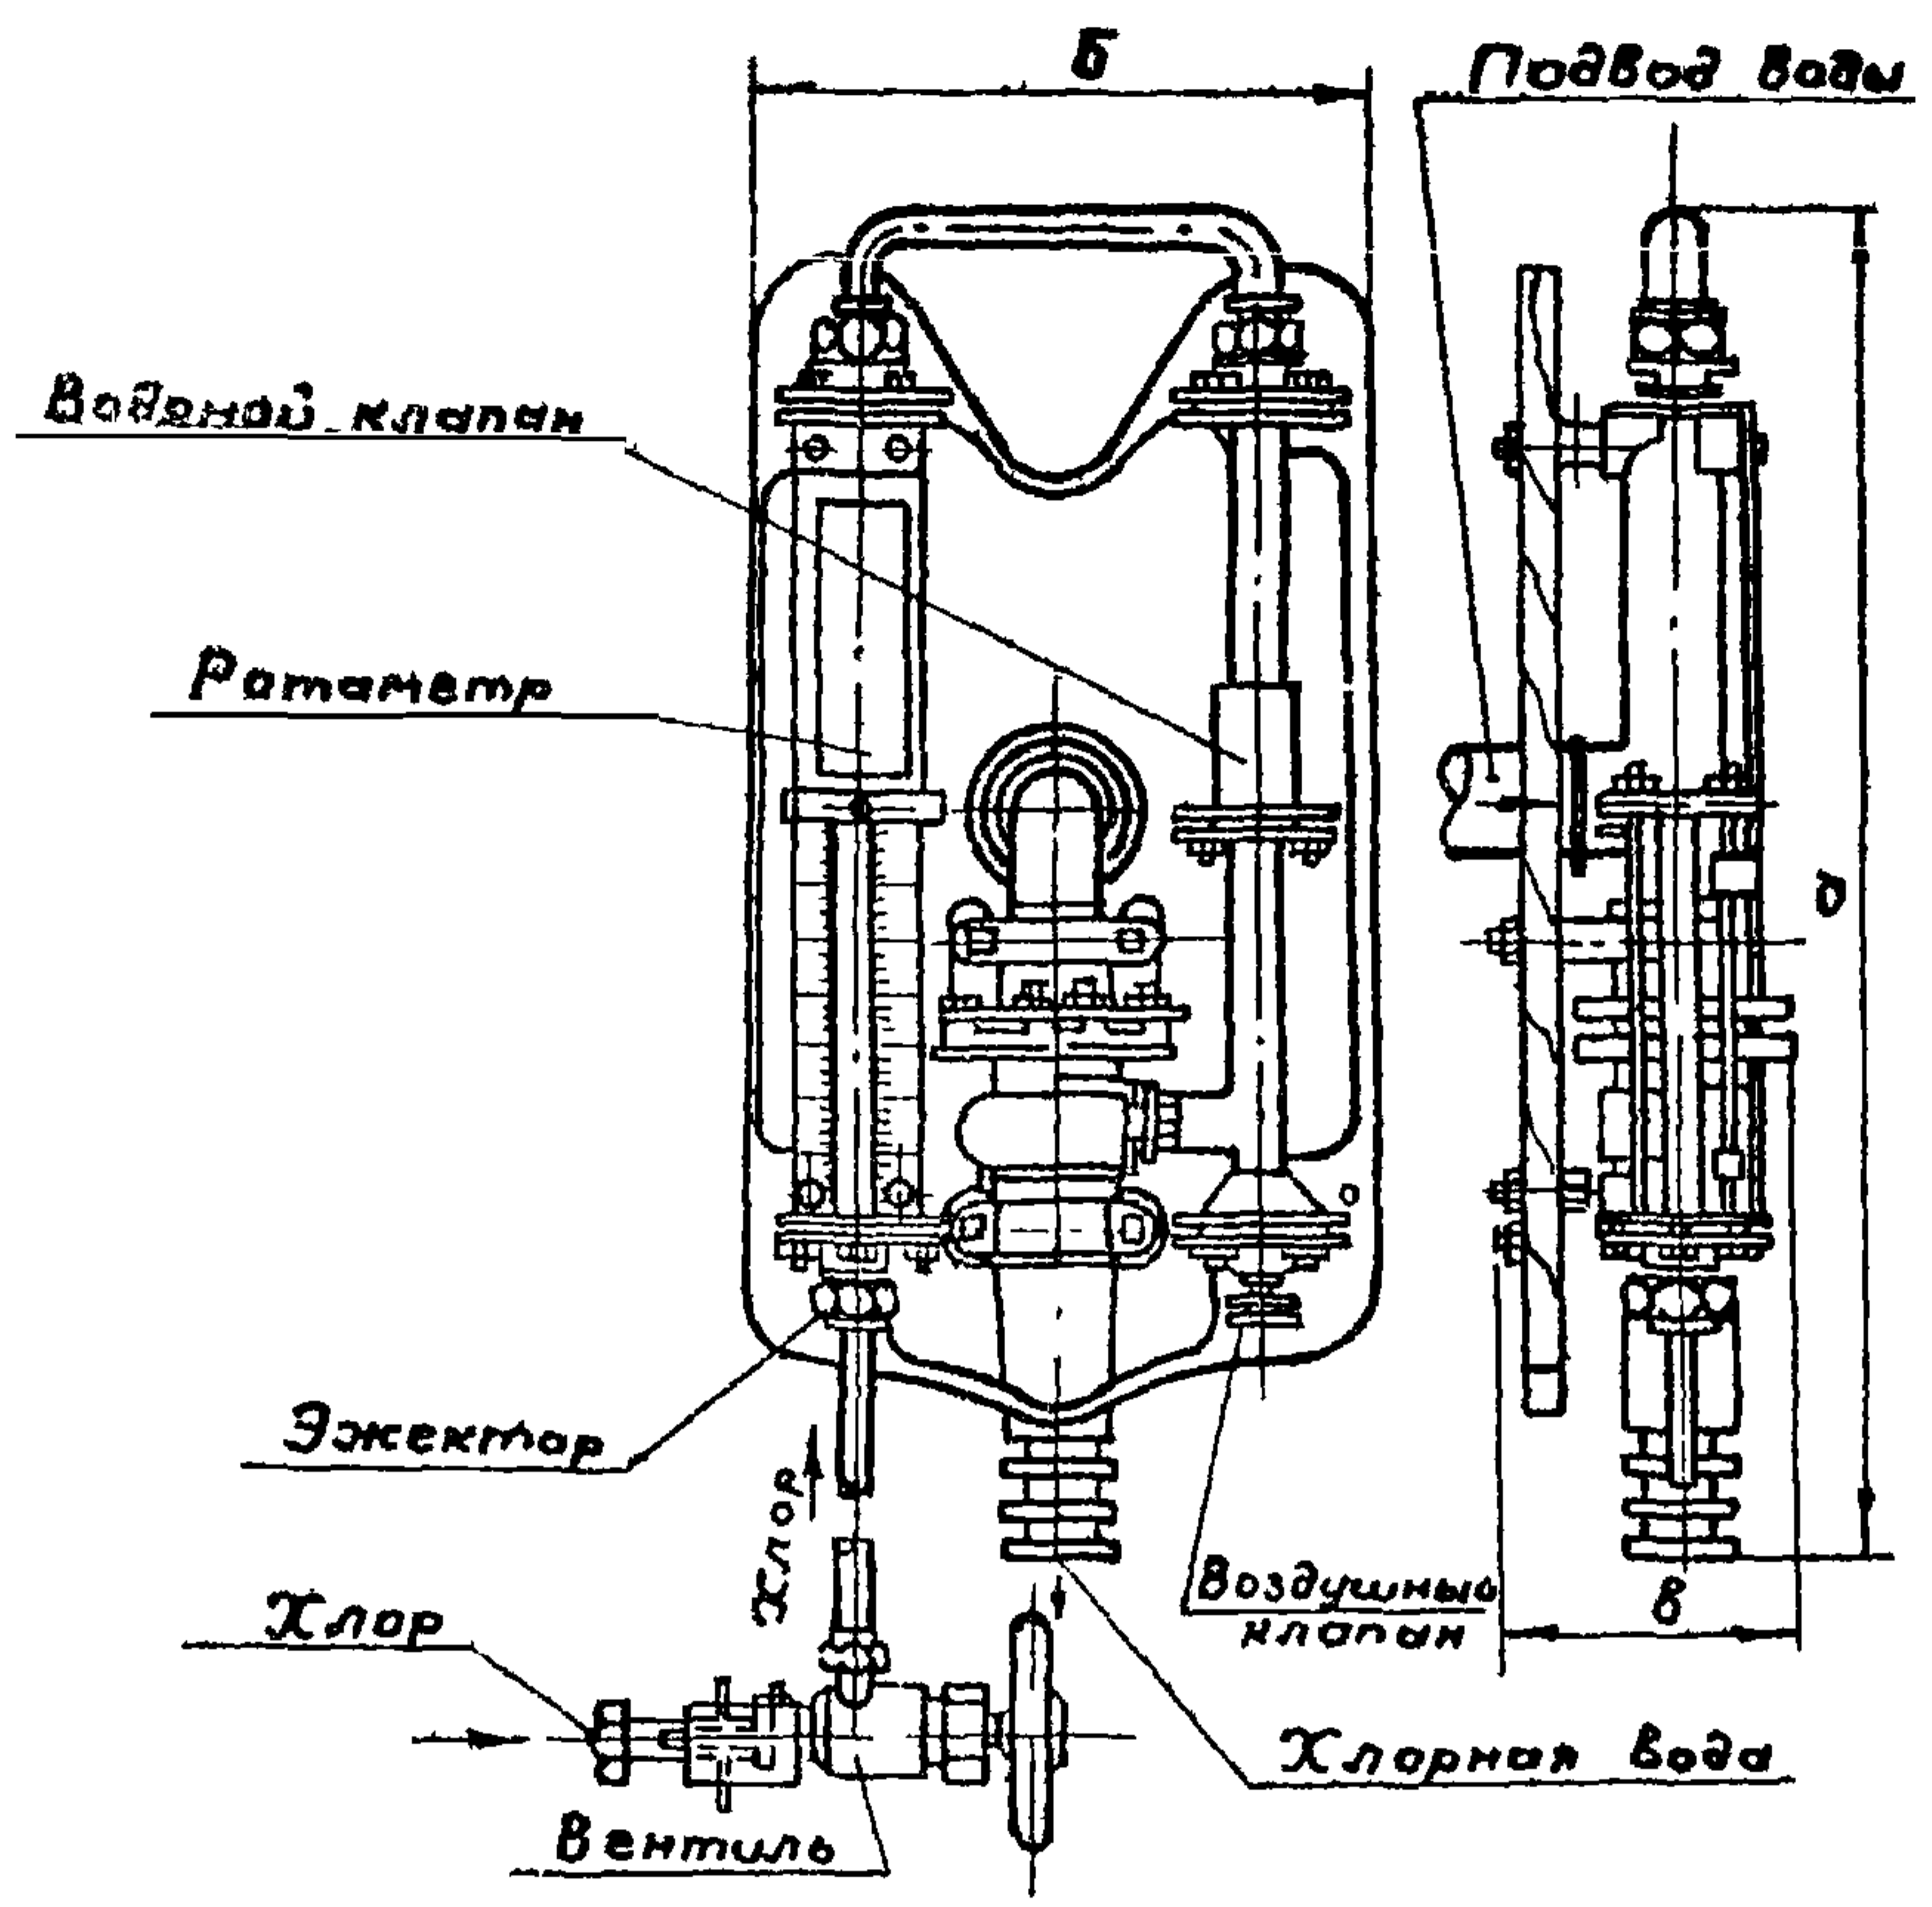 Б
Подвод воды
Водяной клапан
Ротаметр
а
Эжектор
Хлор
Хлор
Воздушный
клапан
в
Хлорная вода
Вентиль